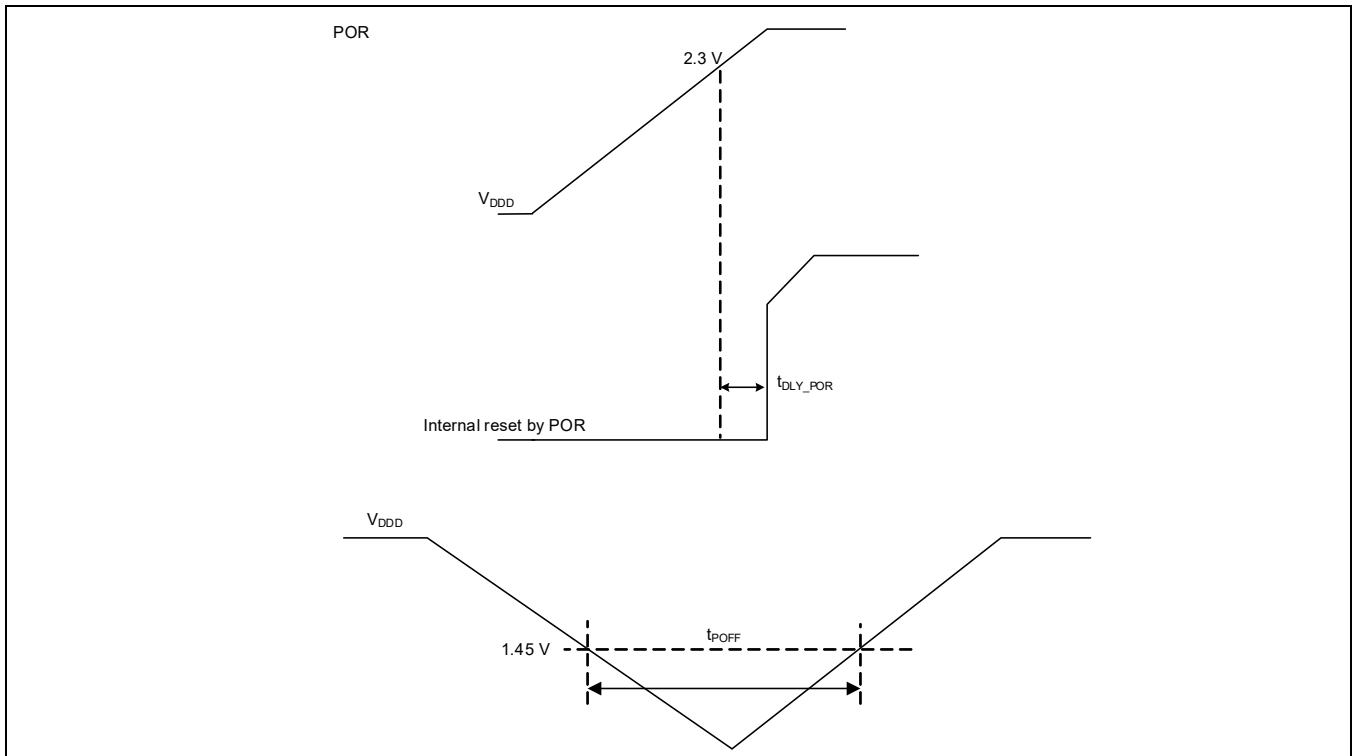 POR
2.3 V
VDDD
tDLY_POR
Internal reset by POR
VDDD
tPOFF
1.45 V